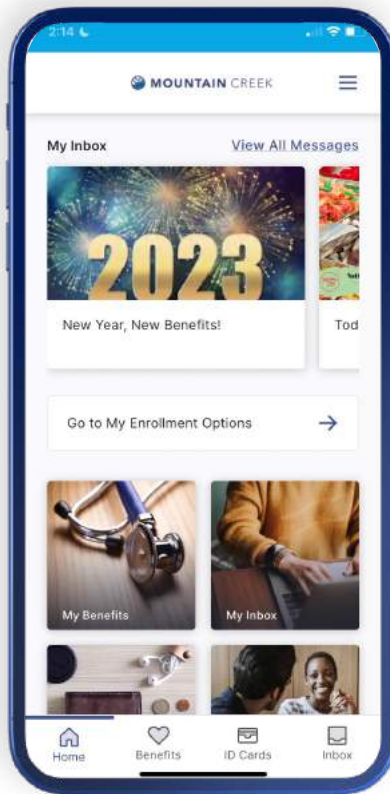 2:14
MOUNTAIN CREEK
My Inbox
View All Messages
2023
New Year, New Benefits!
Tod
Go to My Enrollment Options
My Benefits
My Inbox
Home
Benefits
ID Cards
Inbox